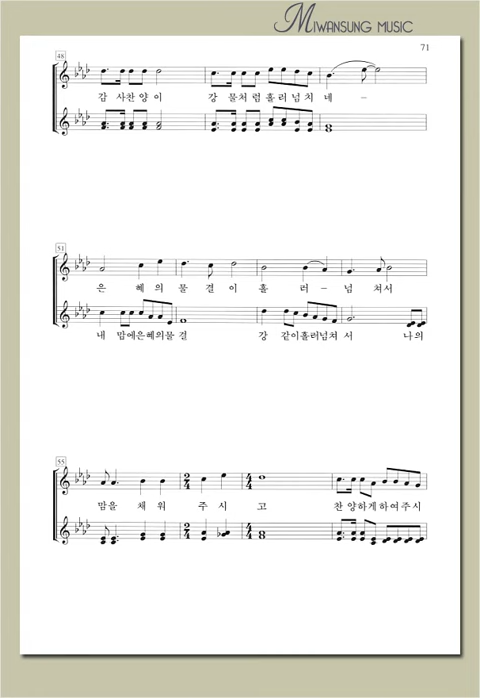 MIWANSUNG MUSIC
71
48
감 사찬 양 이 강 물처 럼 흘 러 넘 치 네 –
51
은 혜 의 물 결 이 흘 러 – 넘 쳐서
내 맘에은혜의물 결 강 같이흘러넘쳐 서 나의
55
맘을 채 워 주 시 고 찬 양하게하여주시